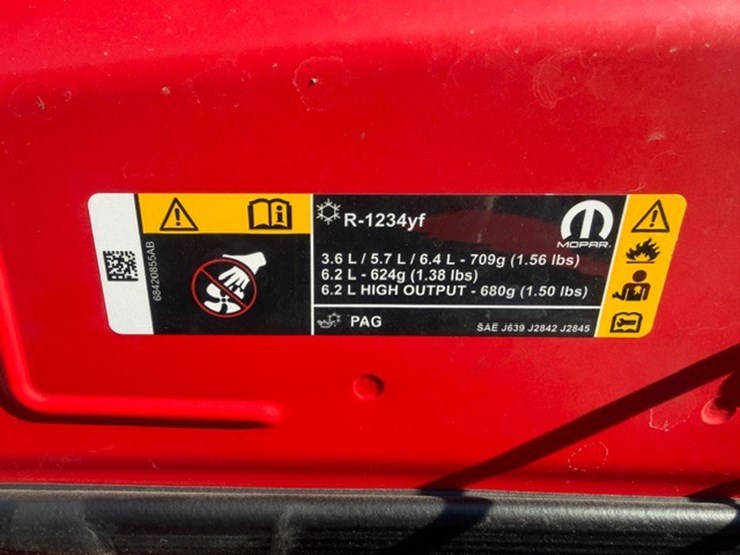 68420855AB
R-1234yf
MOPAR
3.6 L / 5.7 L / 6.4 L - 709g (1.56 lbs)
6.2 L - 624g (1.38 lbs)
6.2 L HIGH OUTPUT - 680g (1.50 lbs)
PAG
SAE J639 J2842 J2845